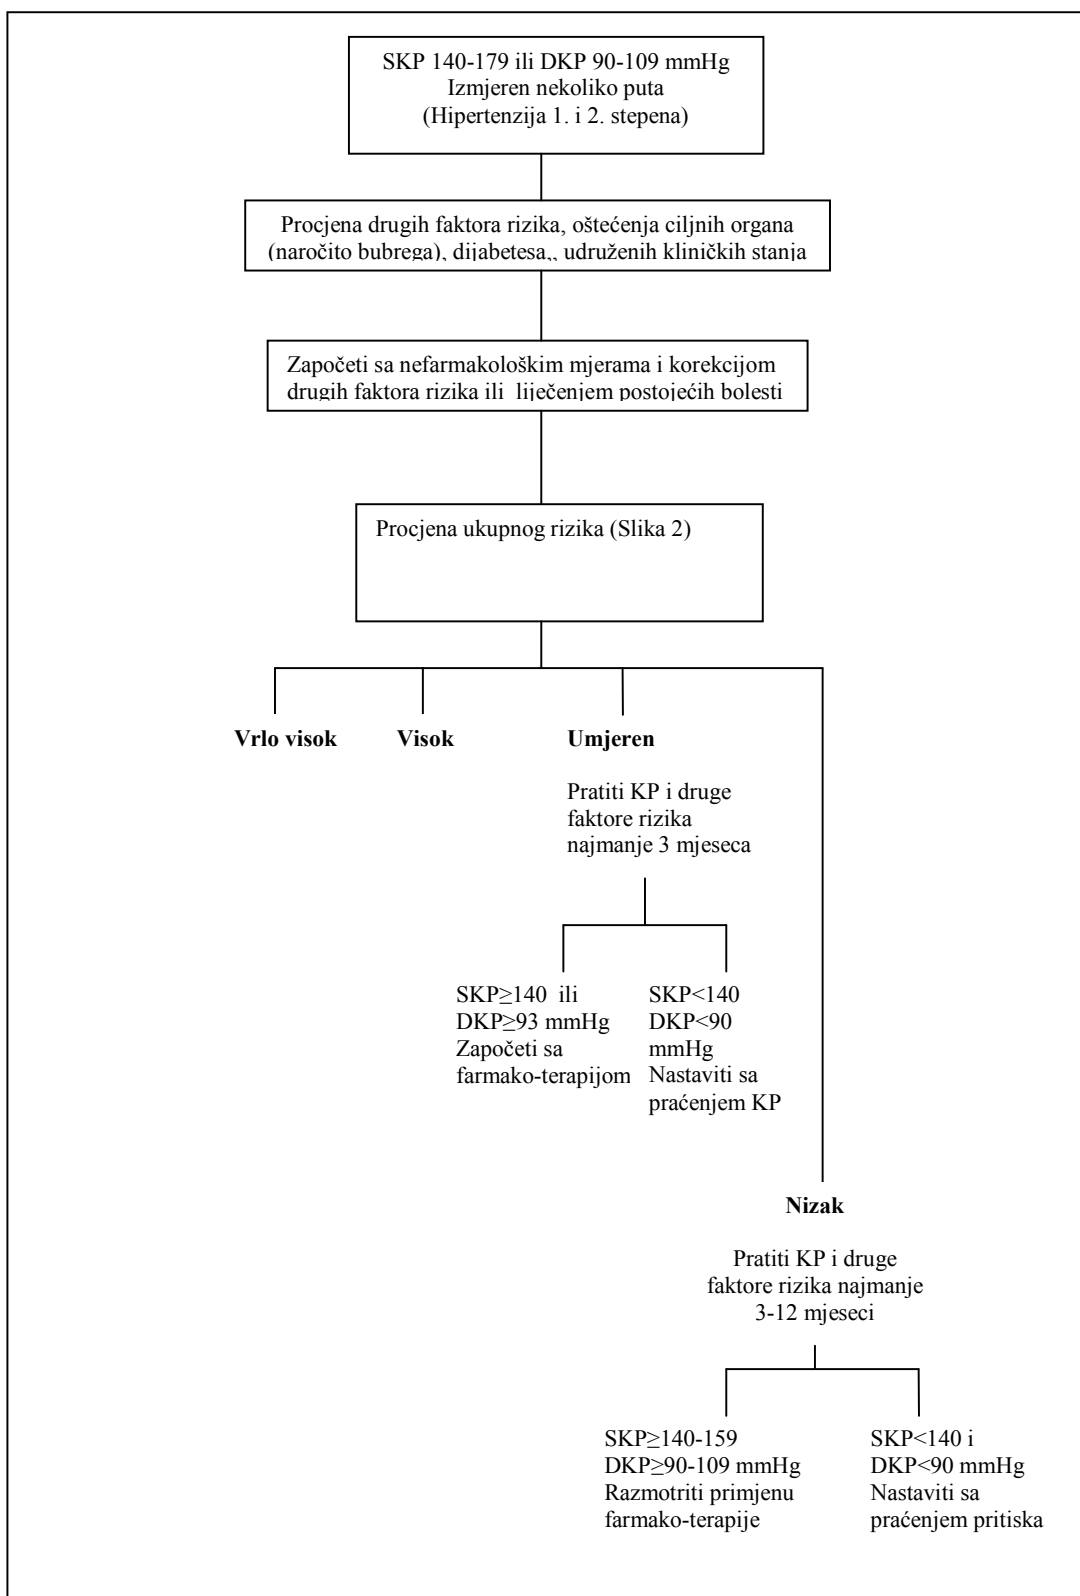 SKP 140-179 ili DKP 90-109 mmHg
Izmjeren nekoliko puta
(Hipertenzija 1. i 2. stepena)
Procjena drugih faktora rizika, oštećenja ciljnih organa
(naročito bubrega), dijabetesa,, udruženih kliničkih stanja
Započeti sa nefarmakološkim mjerama i korekcijom
drugih faktora rizika ili liječenjem postojećih bolesti
Procjena ukupnog rizika (Slika 2)
Vrlo visok
Visok
Umjeren
Pratiti KP i druge
faktore rizika
najmanje 3 mjeseca
SKP≥140 ili
DKP≥93 mmHg
Započeti sa
farmako-terapijom
SKP<140
DKP<90
mmHg
Nastaviti sa
praćenjem KP
Nizak
Pratiti KP i druge
faktore rizika najmanje
3-12 mjeseci
SKP≥140-159
DKP≥90-109 mmHg
Razmotriti primjenu
farmako-terapije
SKP<140 i
DKP<90 mmHg
Nastaviti sa
praćenjem pritiska